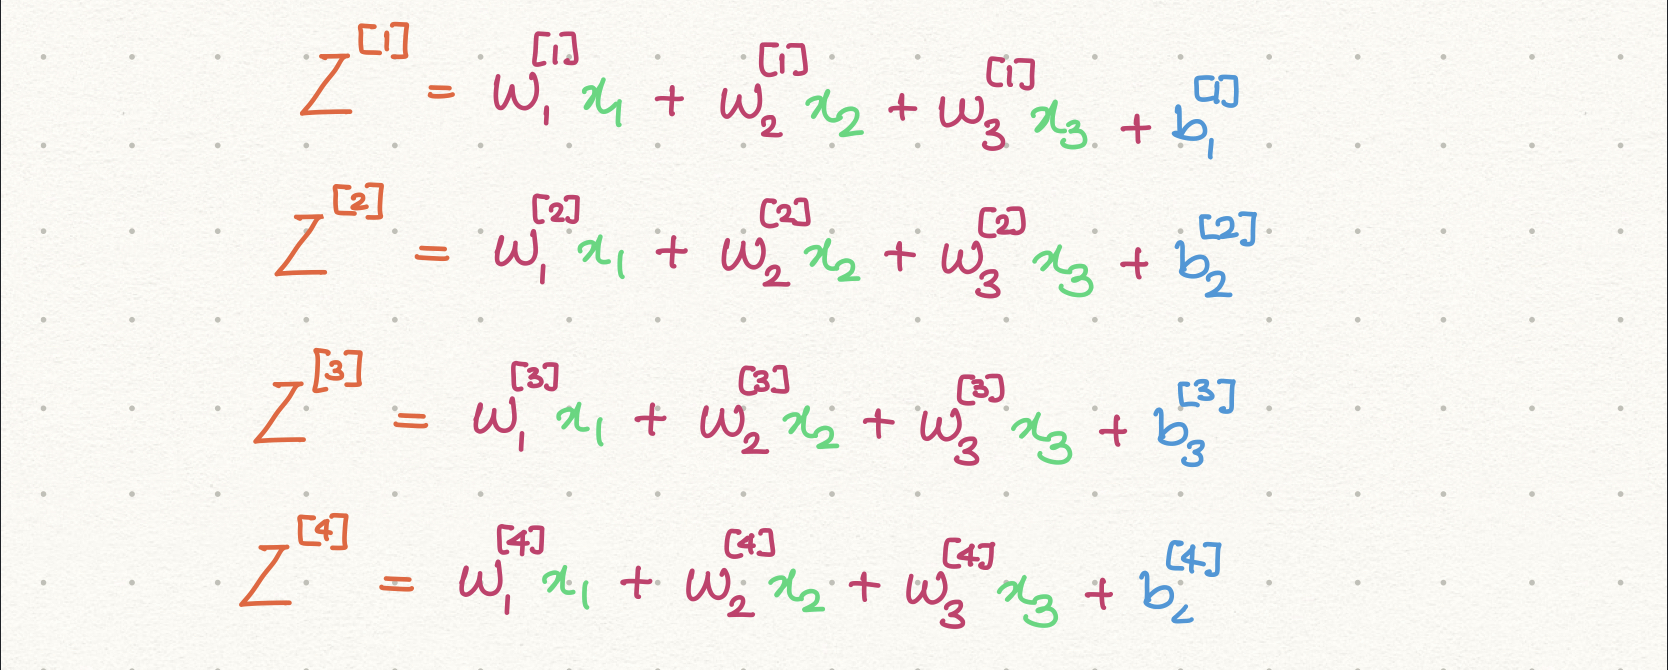 Z^[1] = w_1^[1] x_1 + w_2^[1] x_2 + w_3^[1] x_3 + b_1^[1]
Z^[2] = w_1^[2] x_1 + w_2^[2] x_2 + w_3^[2] x_3 + b_2^[2]
Z^[3] = w_1^[3] x_1 + w_2^[3] x_2 + w_3^[3] x_3 + b_3^[3]
Z^[4] = w_1^[4] x_1 + w_2^[4] x_2 + w_3^[4] x_3 + b^[4]